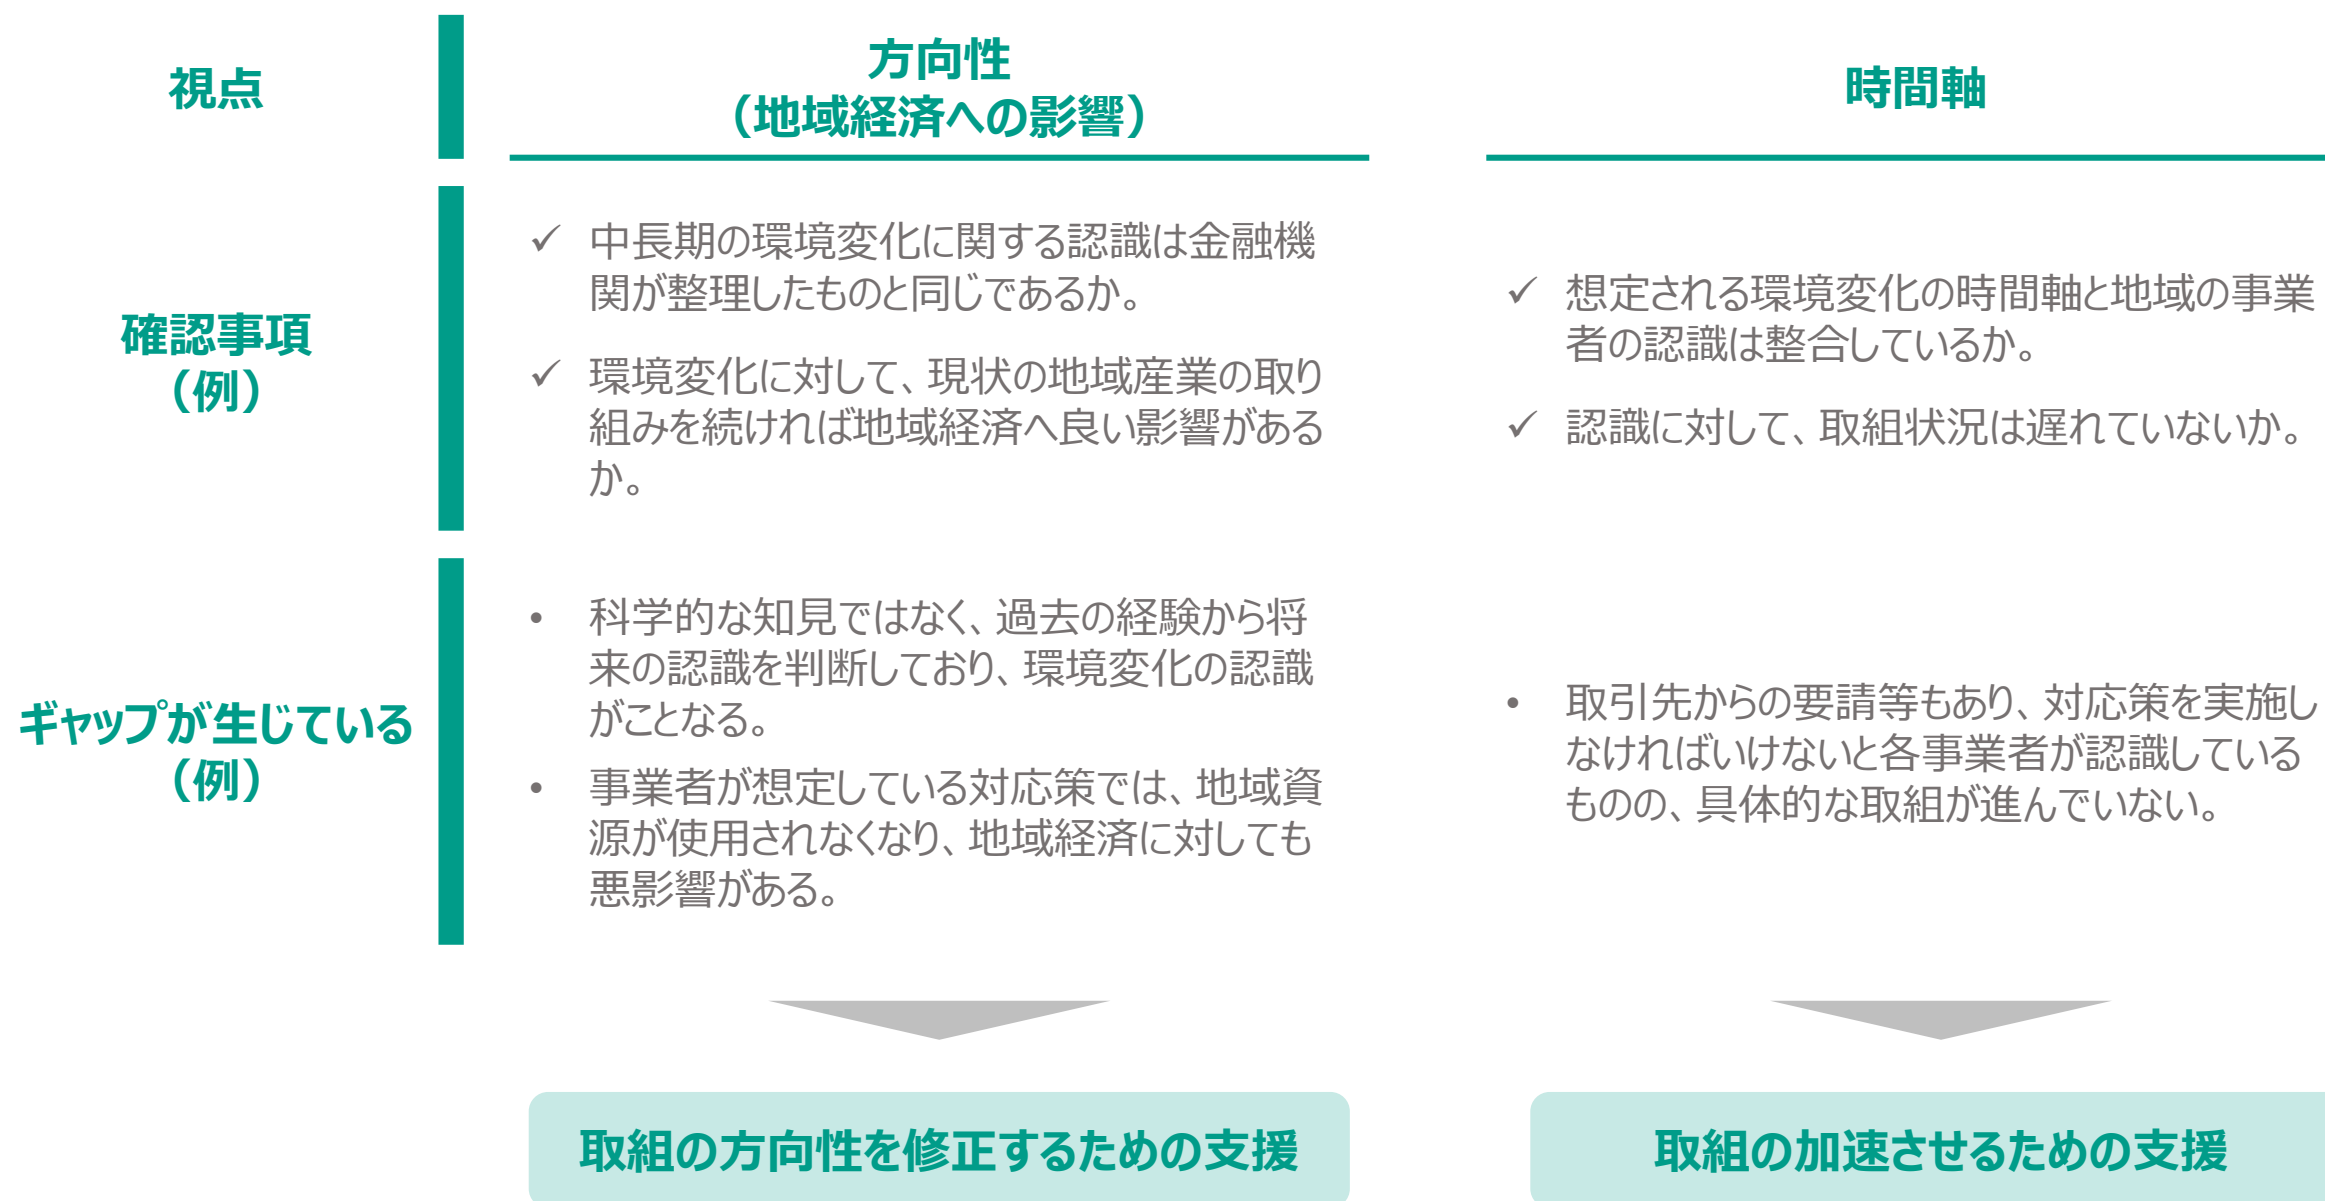 視点
方向性
（地域経済への影響）
時間軸
確認事項
（例）
✓ 中長期の環境変化に関する認識は金融機
関が整理したものと同じであるか。
✓ 環境変化に対して、現状の地域産業の取り
組みを続ければ地域経済へ良い影響がある
か。
✓ 想定される環境変化の時間軸と地域の事業
者の認識は整合しているか。
✓ 認識に対して、取組状況は遅れていないか。
ギャップが生じている
（例）
• 科学的な知見ではなく、過去の経験から将
来の認識を判断しており、環境変化の認識
がことなる。
• 事業者が想定している対応策では、地域資
源が使用されなくなり、地域経済に対しても
悪影響がある。
• 取引先からの要請等もあり、対応策を実施し
なければいけないと各事業者が認識している
ものの、具体的な取組が進んでいない。
取組の方向性を修正するための支援
取組の加速させるための支援